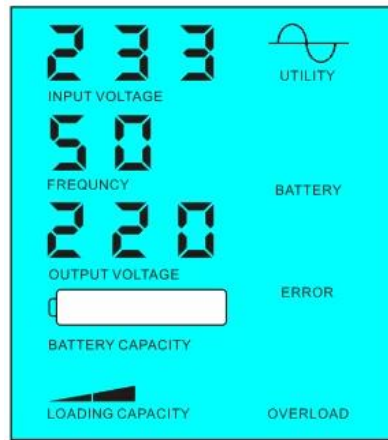 233
UTILITY
INPUT VOLTAGE
50
FREQUNCY
BATTERY
220
OUTPUT VOLTAGE
ERROR
BATTERY CAPACITY
LOADING CAPACITY
OVERLOAD